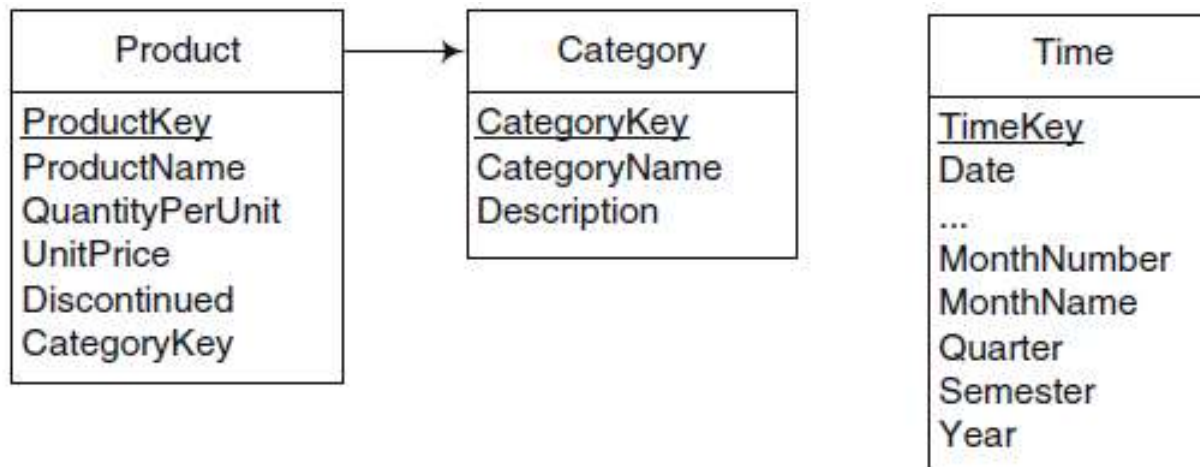 Product
ProductKey
ProductName
QuantityPerUnit
UnitPrice
Discontinued
CategoryKey
Category
CategoryKey
CategoryName
Description
Time
TimeKey
Date
...
MonthNumber
MonthName
Quarter
Semester
Year